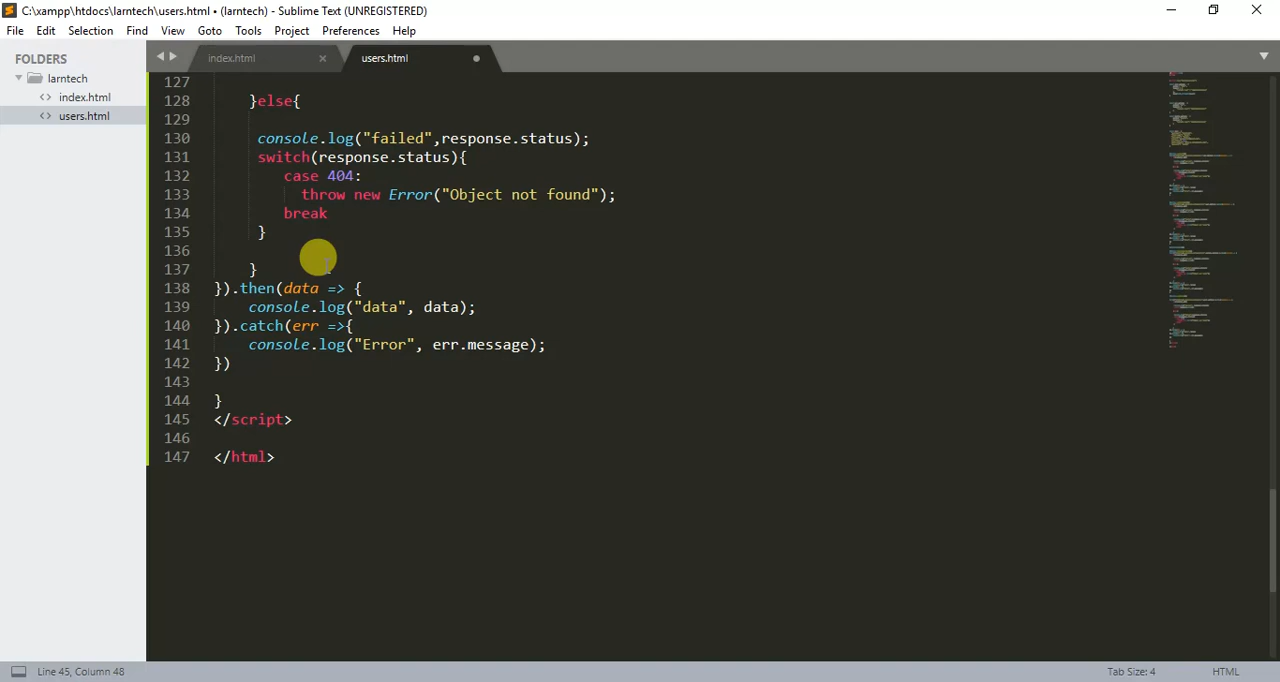 C:\xampp\htdocs\larntech\users.html • (larntech) - Sublime Text (UNREGISTERED)
File Edit Selection Find View Goto Tools Project Preferences Help
FOLDERS
larntech
<> index.html
<> users.html
index.html × users.html
127
128 }else{
129
130 console.log("failed",response.status);
131 switch(response.status){
132 case 404:
133 throw new Error("Object not found");
134 break
135 }
136
137 }
138 }).then(data => {
139 console.log("data", data);
140 }).catch(err =>{
141 console.log("Error", err.message);
142 })
143
144 }
145 </script>
146
147 </html>
Line 45, Column 48 Tab Size: 4 HTML